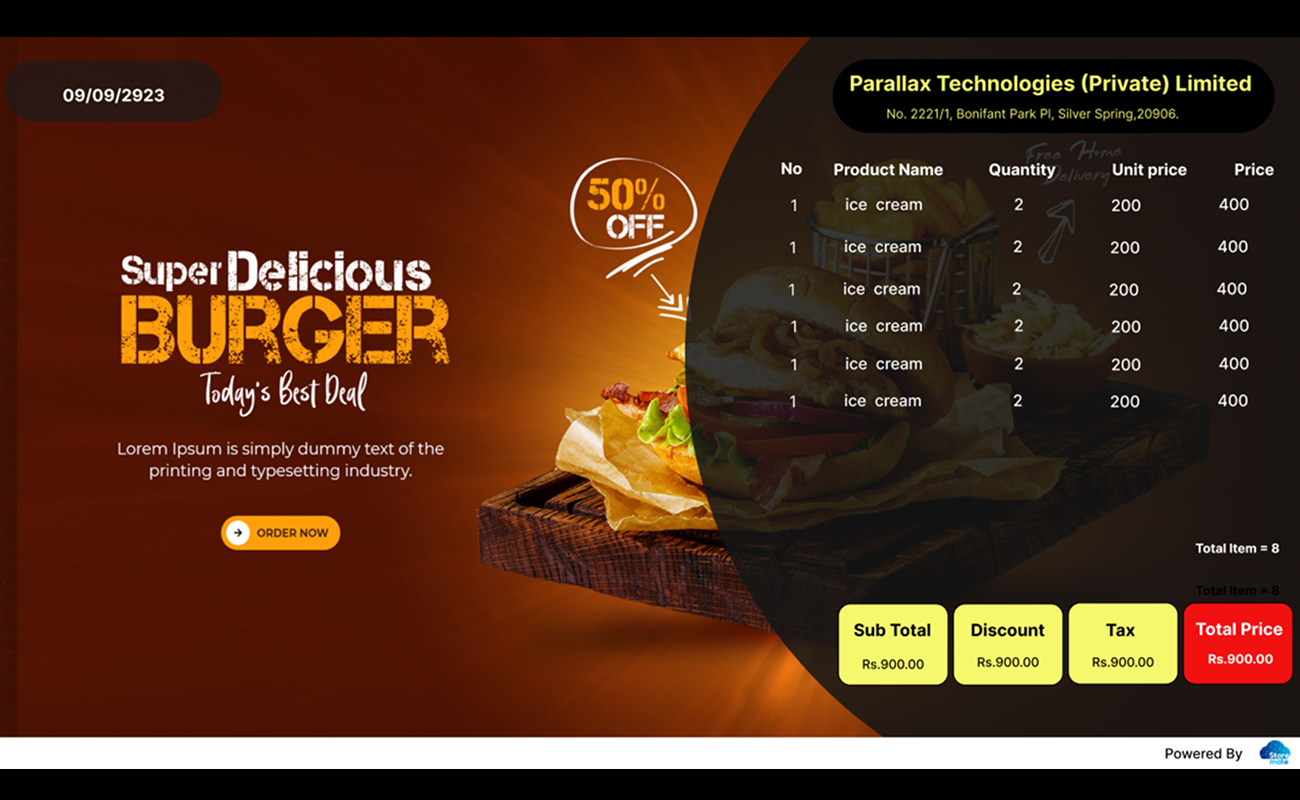 09/09/2923
Parallax Technologies (Private) Limited
No. 2221/1, Bonifant Park Pl, Silver Spring,20906.
50%
OFF
Super Delicious
BURGER
Today's Best Deal
Lorem Ipsum is simply dummy text of the
printing and typesetting industry.
ORDER NOW
Free Home
Delivery
No Product Name Quantity Unit price Price
1 ice cream 2 200 400
1 ice cream 2 200 400
1 ice cream 2 200 400
1 ice cream 2 200 400
1 ice cream 2 200 400
1 ice cream 2 200 400
Total Item = 8
Total Item = 8
Sub Total Discount Tax Total Price
Rs.900.00 Rs.900.00 Rs.900.00 Rs.900.00
Powered By
Store
mate